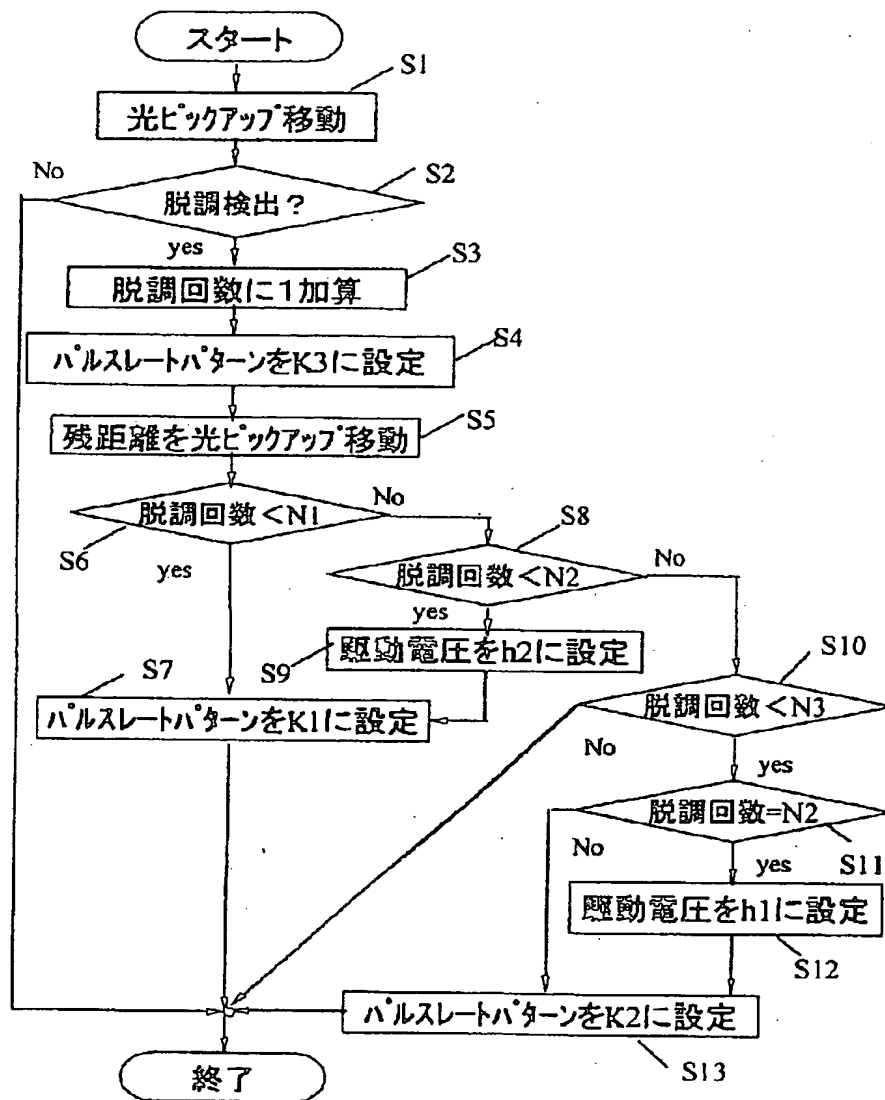 スタート
S1
光ピックアップ移動
No
S2
脱調検出?
yes
S3
脱調回数に1加算
S4
パルスレートパターンをK3に設定
S5
残距離を光ピックアップ移動
脱調回数<N1
No
S6
yes
S8
脱調回数<N2
No
yes
S9
駆動電圧をh2に設定
S10
S7
パルスレートパターンをK1に設定
脱調回数<N3
No
yes
脱調回数=N2
No
yes
S11
駆動電圧をh1に設定
S12
パルスレートパターンをK2に設定
S13
終了